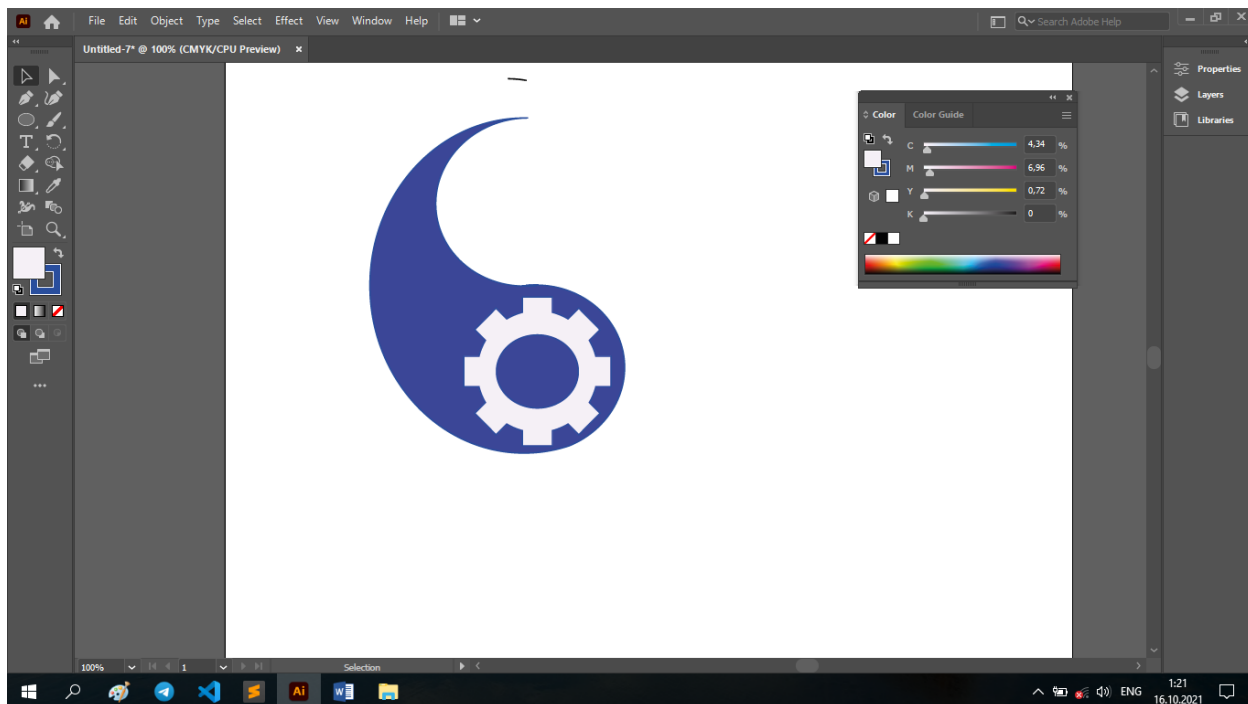 Ai File Edit Object Type Select Effect View Window Help Search Adobe Help
Untitled-7* @ 100% (CMYK/CPU Preview) ×
Properties
Layers
Libraries
Color Color Guide
C 4,34 %
M 6,96 %
Y 0,72 %
K 0 %
T
100% 1 Selection
Ai W ENG 1:21
16.10.2021